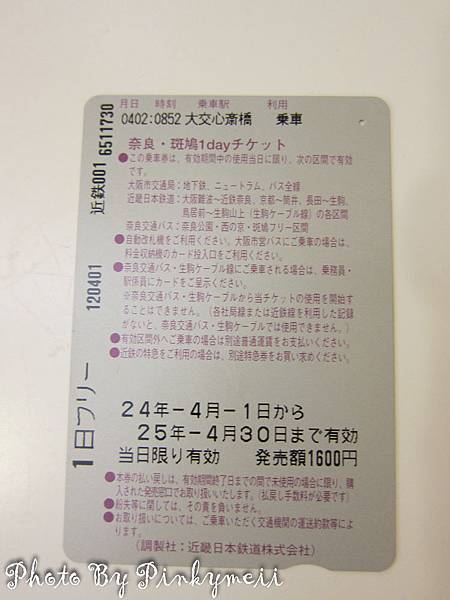 月日 時刻 乗車駅 利用
0402:0852 大交心斎橋 乗車
奈良・斑鳩1dayチケット
●この乗車券は、有効期間中の使用当日に限り、次の区間で有効
です。
大阪市交通局：地下鉄、ニュートラム、バス全線
近畿日本鉄道：大阪難波～近鉄奈良、京都～筒井、長田～生駒、
鳥居前～生駒山上（生駒ケーブル線）の各区間
奈良交通バス：奈良公園・西の京・斑鳩フリー区間
●自動改札機をご利用ください。大阪市営バスにご乗車の場合は、
料金収納機のカード投入口をご利用ください。
●奈良交通バス・生駒ケーブル線にご乗車される場合は、乗務員・
駅係員にカードをご呈示ください。
※奈良交通バス・生駒ケーブルから当チケットの使用を開始す
ることはできません。（各社局線または近鉄線を利用した記録
がないと、奈良交通バス・生駒ケーブルでは使用できません。）
●有効区間外へご乗車の場合は別途普通運賃をお支払いください。
●近鉄の特急をご利用の場合は、別途特急券をお買い求めください。
24年-4月-1日から
25年-4月30日まで有効
当日限り有効 発売額1600円
●本券の払い戻しは、有効期間終了日までの間で未使用の場合に限り、購
入された発売窓口でお取り扱いいたします。（払戻し手数料が必要です）
●紛失等に関しては、その責を負いません。
●お取り扱いについては、ご乗車いただく交通機関の運送約款等によ
ります。
（調製社：近畿日本鉄道株式会社）
1日フリー 120401 近鉄001 6511730
Photo By Pinkymeii